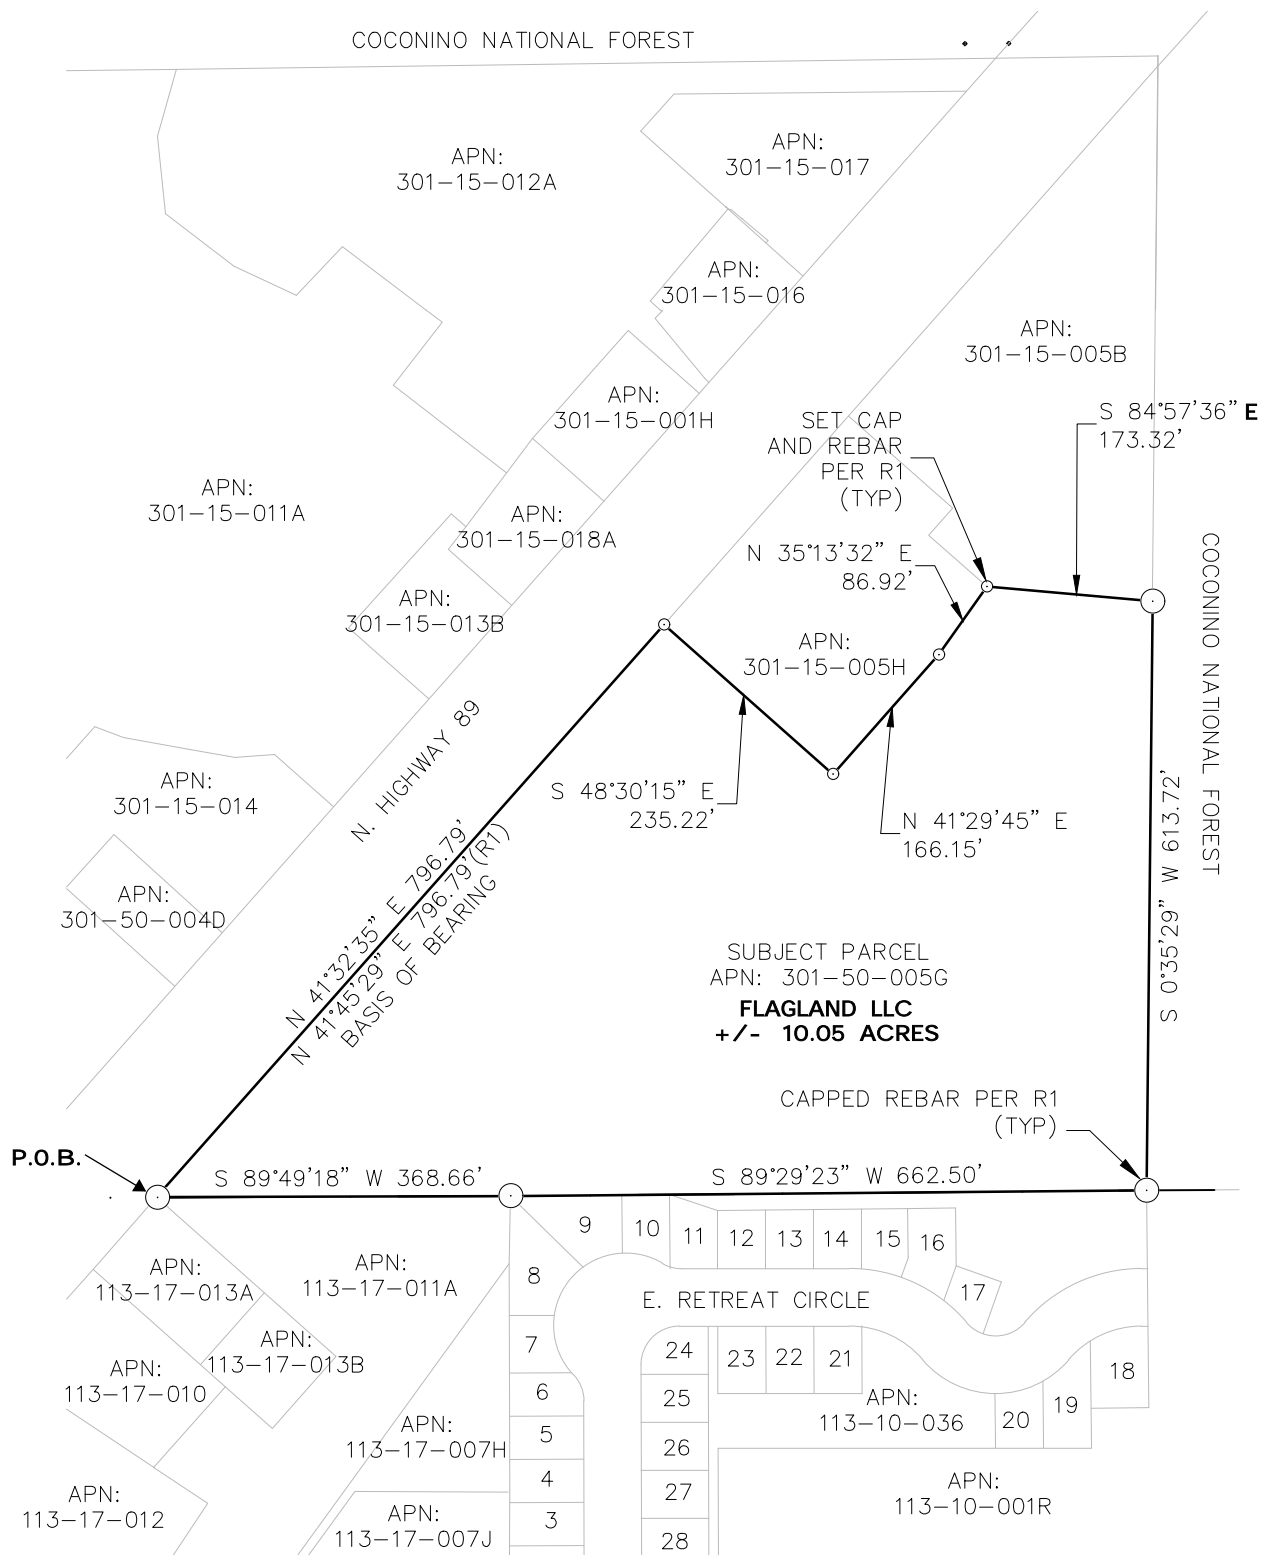 COCONINO NATIONAL FOREST
APN:
301-15-012A
APN:
301-15-017
APN:
301-15-016
APN:
301-15-005B
APN:
301-15-001H
S 84°57'36" E
173.32'
SET CAP
AND REBAR
PER R1
(TYP)
APN:
301-15-011A
APN:
301-15-018A
N 35°13'32" E
86.92'
COCONINO NATIONAL FOREST
APN:
301-15-013B
APN:
301-15-005H
N. HIGHWAY 89
APN:
301-15-014
S 48°30'15" E
235.22'
N 41°29'45" E
166.15'
S 0°35'29" W 613.72'
N 41°32'35" E 796.79'
N 41°45'29" E 796.79'(R1)
BASIS OF BEARING
APN:
301-50-004D
SUBJECT PARCEL
APN: 301-50-005G
FLAGLAND LLC
+/- 10.05 ACRES
CAPPED REBAR PER R1
(TYP)
P.O.B.
S 89°49'18" W 368.66'
S 89°29'23" W 662.50'
9
10
11
12
13
14
15
16
17
APN:
113-17-013A
APN:
113-17-011A
8
E. RETREAT CIRCLE
7
24
23
22
21
18
APN:
113-17-013B
APN:
113-17-010
6
25
APN:
113-10-036
20
19
APN:
113-17-007H
5
26
4
27
APN:
113-10-001R
APN:
113-17-012
APN:
113-17-007J
3
28